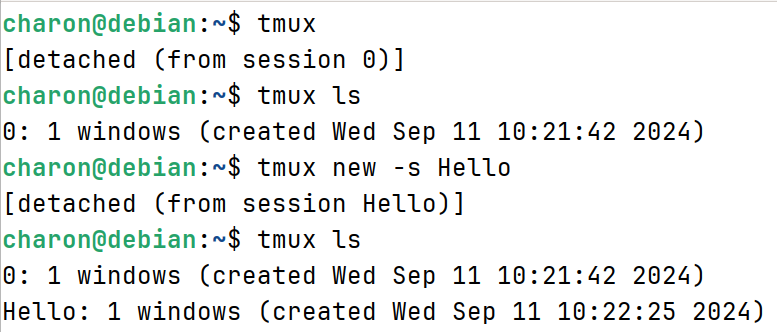 charon@debian:~$ tmux
[detached (from session 0)]
charon@debian:~$ tmux ls
0: 1 windows (created Wed Sep 11 10:21:42 2024)
charon@debian:~$ tmux new -s Hello
[detached (from session Hello)]
charon@debian:~$ tmux ls
0: 1 windows (created Wed Sep 11 10:21:42 2024)
Hello: 1 windows (created Wed Sep 11 10:22:25 2024)